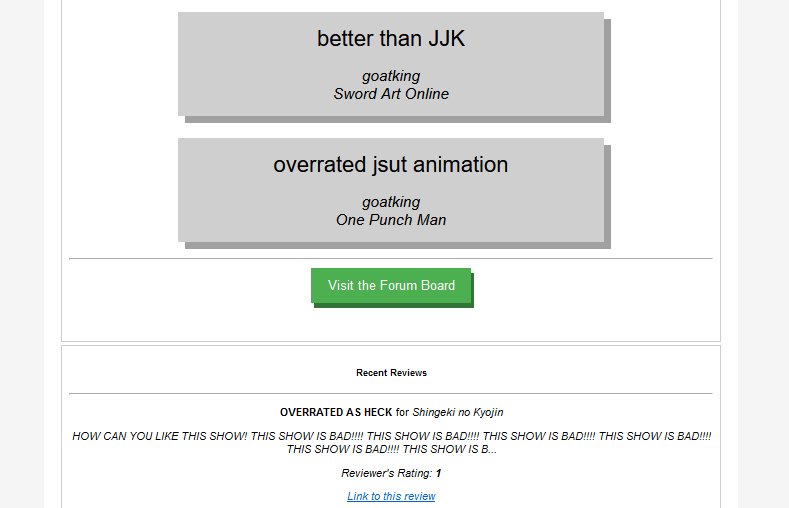 better than JJK
goatking
Sword Art Online
overrated jsut animation
goatking
One Punch Man
Visit the Forum Board
Recent Reviews
OVERRATED AS HECK for Shingeki no Kyojin
HOW CAN YOU LIKE THIS SHOW! THIS SHOW IS BAD!!!! THIS SHOW IS BAD!!!! THIS SHOW IS BAD!!!! THIS SHOW IS BAD!!!!
THIS SHOW IS BAD!!!! THIS SHOW IS B...
Reviewer's Rating: 1
Link to this review